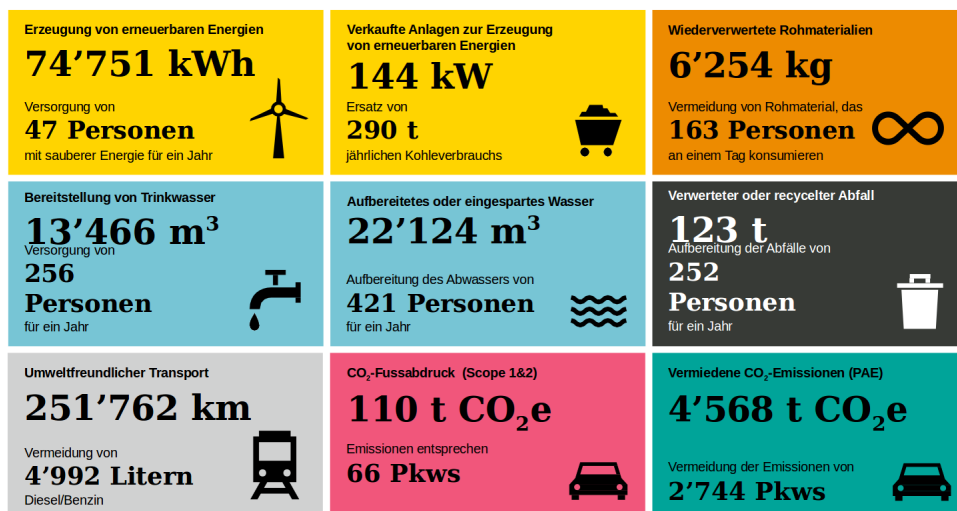 Erzeugung von erneuerbaren Energien
74’751 kWh
Versorgung von
47 Personen
mit sauberer Energie für ein Jahr
Verkaufte Anlagen zur Erzeugung
von erneuerbaren Energien
144 kW
Ersatz von
290 t
jährlichen Kohleverbrauchs
Wiederverwertete Rohmaterialien
6’254 kg
Vermeidung von Rohmaterial, das
163 Personen
an einem Tag konsumieren
Bereitstellung von Trinkwasser
13’466 m³
Versorgung von
256
Personen
für ein Jahr
Aufbereitetes oder eingespartes Wasser
22’124 m³
Aufbereitung des Abwassers von
421 Personen
für ein Jahr
Verwerteter oder recycelter Abfall
123 t
Aufbereitung der Abfälle von
252
Personen
für ein Jahr
Umweltfreundlicher Transport
251’762 km
Vermeidung von
4’992 Litern
Diesel/Benzin
CO₂-Fussabdruck (Scope 1&2)
110 t CO₂e
Emissionen entsprechen
66 Pkws
Vermiedene CO₂-Emissionen (PAE)
4’568 t CO₂e
Vermeidung der Emissionen von
2’744 Pkws